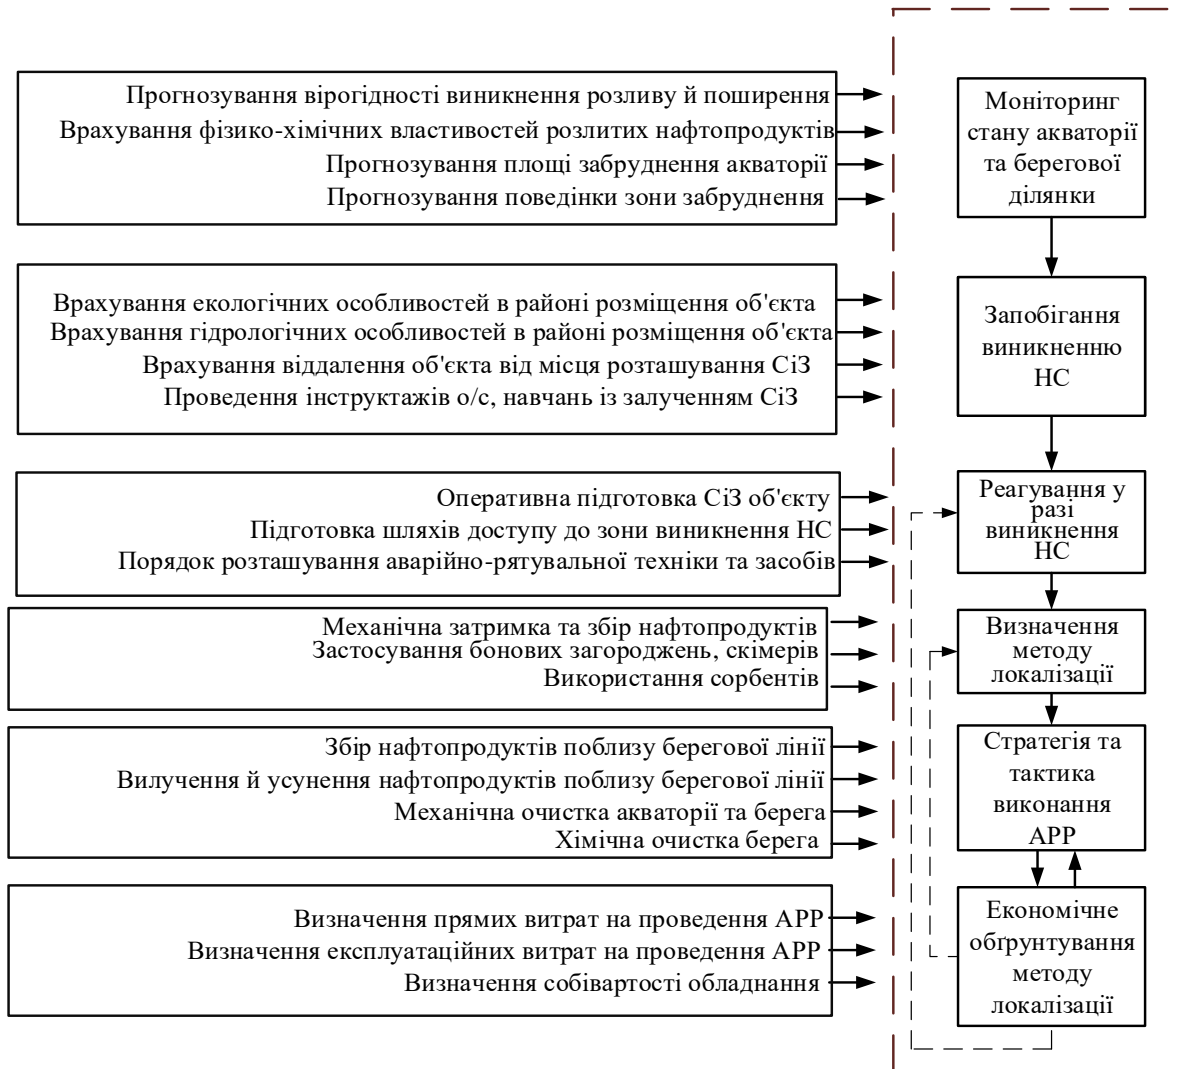 Прогнозування вірогідності виникнення розливу й поширення
Врахування фізико-хімічних властивостей розлитих нафтопродуктів
Прогнозування площі забруднення акваторії
Прогнозування поведінки зони забруднення
Моніторинг
стану акваторії
та берегової
ділянки
Врахування екологічних особливостей в районі розміщення об'єкта
Врахування гідрологічних особливостей в районі розміщення об'єкта
Врахування віддалення об'єкта від місця розташування СіЗ
Проведення інструктажів о/с, навчань із залученням СіЗ
Запобігання
виникненню
НС
Оперативна підготовка СіЗ об'єкту
Підготовка шляхів доступу до зони виникнення НС
Порядок розташування аварійно-рятувальної техніки та засобів
Реагування у
разі
виникнення
НС
Механічна затримка та збір нафтопродуктів
Застосування бонових загороджень, скімерів
Використання сорбентів
Визначення
методу
локалізації
Збір нафтопродуктів поблизу берегової лінії
Вилучення й усунення нафтопродуктів поблизу берегової лінії
Механічна очистка акваторії та берега
Хімічна очистка берега
Стратегія та
тактика
виконання
АРР
Визначення прямих витрат на проведення АРР
Визначення експлуатаційних витрат на проведення АРР
Визначення собівартості обладнання
Економічне
обґрунтування
методу
локалізації